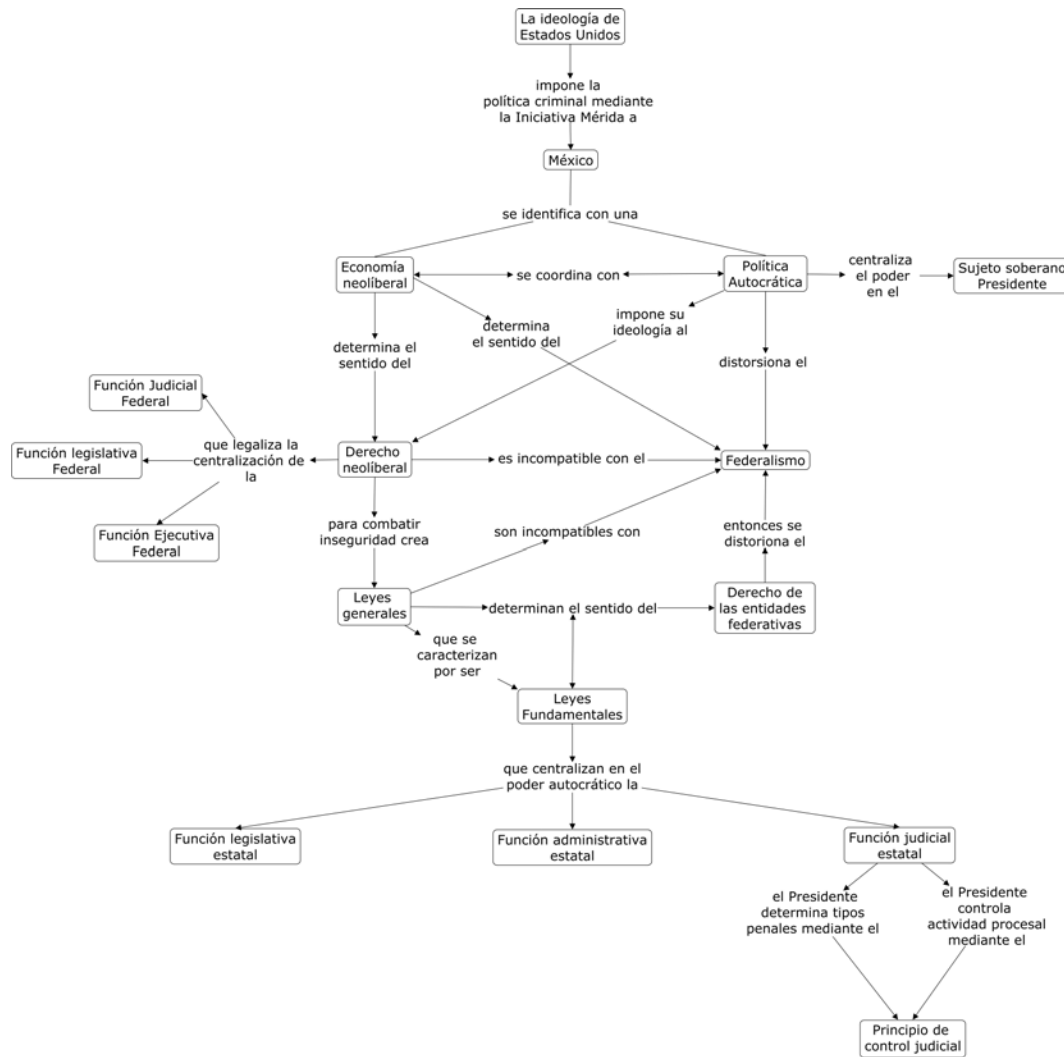 La ideología de
Estados Unidos
impone la
política criminal mediante
la Iniciativa Mérida a
México
se identifica con una
Economía
neolíberal
se coordina con
Política
Autocrática
centraliza
el poder
en el
Sujeto soberano
Presidente
determina el
sentido del
determina
el sentido del
impone su
ideología al
distorsiona el
Función Judicial
Federal
Función legislativa
Federal
Función Ejecutiva
Federal
que legaliza la
centralización de
la
Derecho
neolíberal
es incompatible con el
Federalismo
para combatir
inseguridad crea
son incompatibles con
entonces se
distoriona el
Leyes
generales
determinan el sentido del
Derecho de
las entidades
federativas
que se
caracterizan
por ser
Leyes
Fundamentales
que centralizan en el
poder autocrático la
Función legislativa
estatal
Función administrativa
estatal
Función judicial
estatal
el Presidente
determina tipos
penales mediante el
el Presidente
controla
actividad procesal
mediante el
Principio de
control judicial